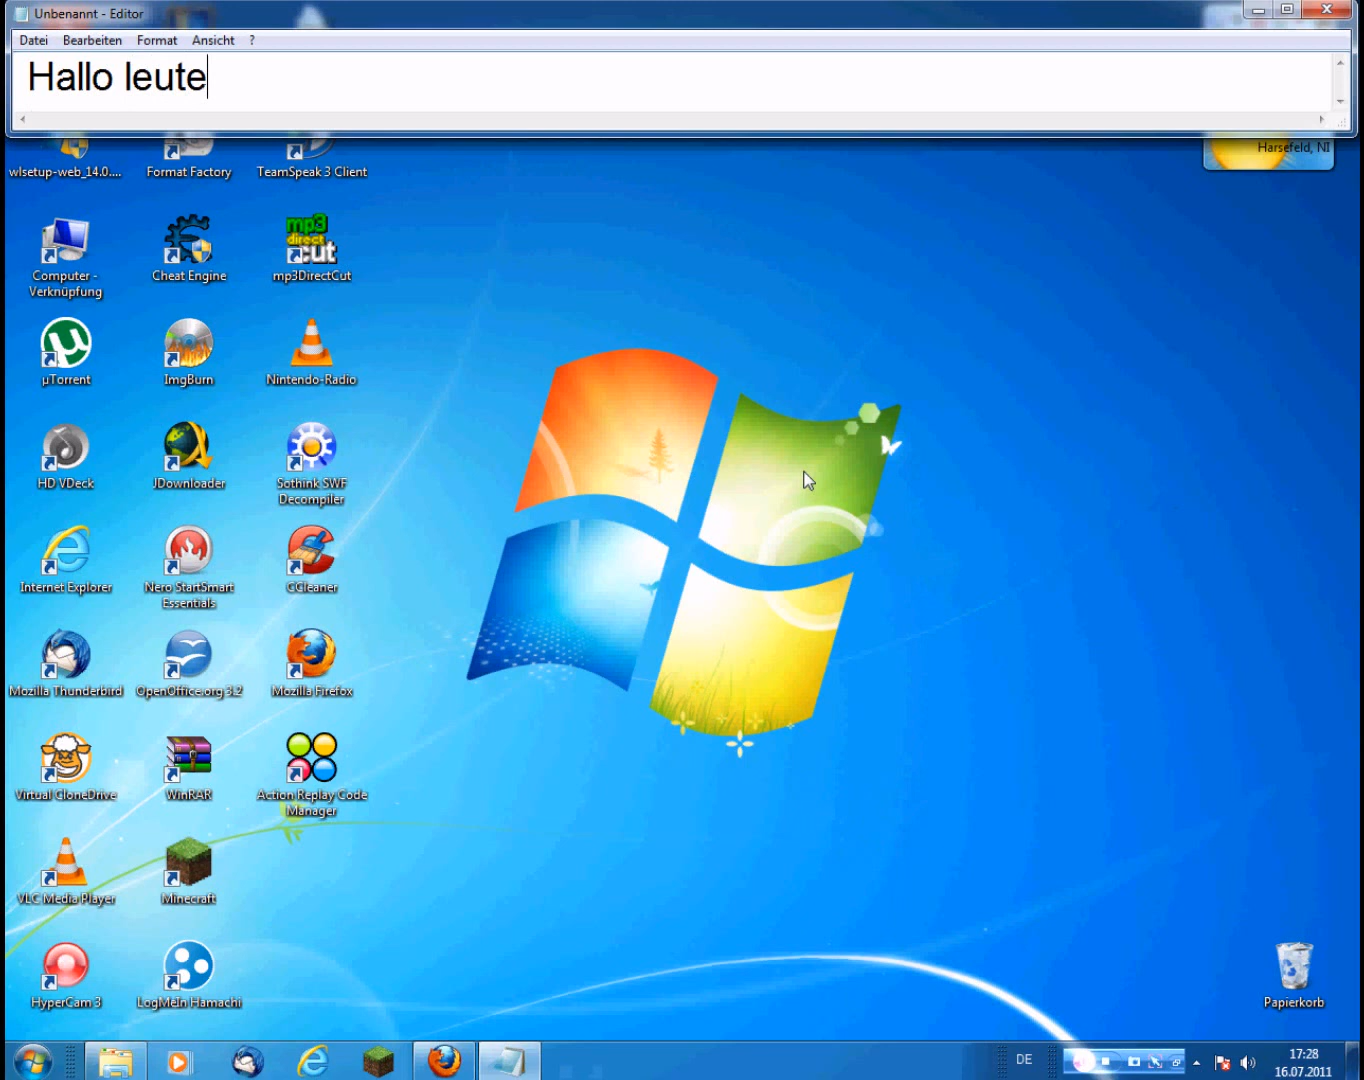 Unbenannt - Editor
Datei Bearbeiten Format Ansicht ?
Hallo leute
Harsefeld, NI
wlsetup-web_14.0....
Format Factory
TeamSpeak 3 Client
Computer -
Verknüpfung
Cheat Engine
mp3
direct
cut
mp3DirectCut
µTorrent
ImgBurn
Nintendo-Radio
HD VDeck
JDownloader
Sothink SWF
Decompiler
Internet Explorer
Nero StartSmart
Essentials
CCleaner
Mozilla Thunderbird
OpenOffice.org 3.2
Mozilla Firefox
Virtual CloneDrive
WinRAR
Action Replay Code
Manager
VLC Media Player
Minecraft
HyperCam 3
LogMeIn Hamachi
Papierkorb
DE
17:28
16.07.2011